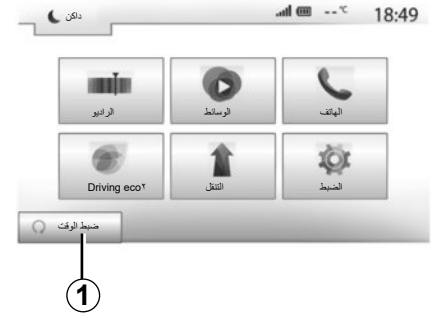 داكن
--°C
18:49
الراديو
الوسائط
الهاتف
Driving eco²
التنقل
الضبط
ضبط الوقت
1